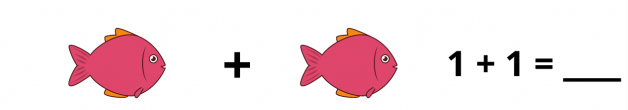 + 1 + 1 = ___